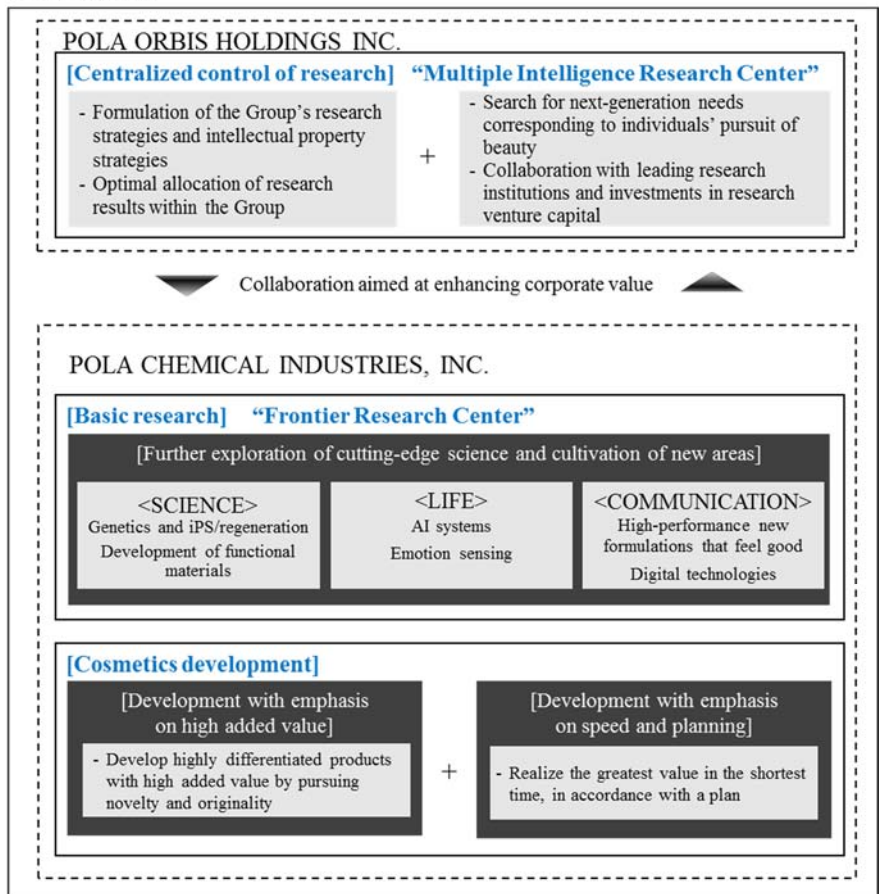 POLA ORBIS HOLDINGS INC.
[Centralized control of research]
- Formulation of the Group’s research
strategies and intellectual property
strategies
- Optimal allocation of research
results within the Group
+
“Multiple Intelligence Research Center”
- Search for next-generation needs
corresponding to individuals’ pursuit of
beauty
- Collaboration with leading research
institutions and investments in research
venture capital
Collaboration aimed at enhancing corporate value
POLA CHEMICAL INDUSTRIES, INC.
[Basic research] “Frontier Research Center”
[Further exploration of cutting-edge science and cultivation of new areas]
<SCIENCE>
Genetics and iPS/regeneration
Development of functional
materials
<LIFE>
AI systems
Emotion sensing
<COMMUNICATION>
High-performance new
formulations that feel good
Digital technologies
[Cosmetics development]
[Development with emphasis
on high added value]
- Develop highly differentiated products
with high added value by pursuing
novelty and originality
+
[Development with emphasis
on speed and planning]
- Realize the greatest value in the shortest
time, in accordance with a plan